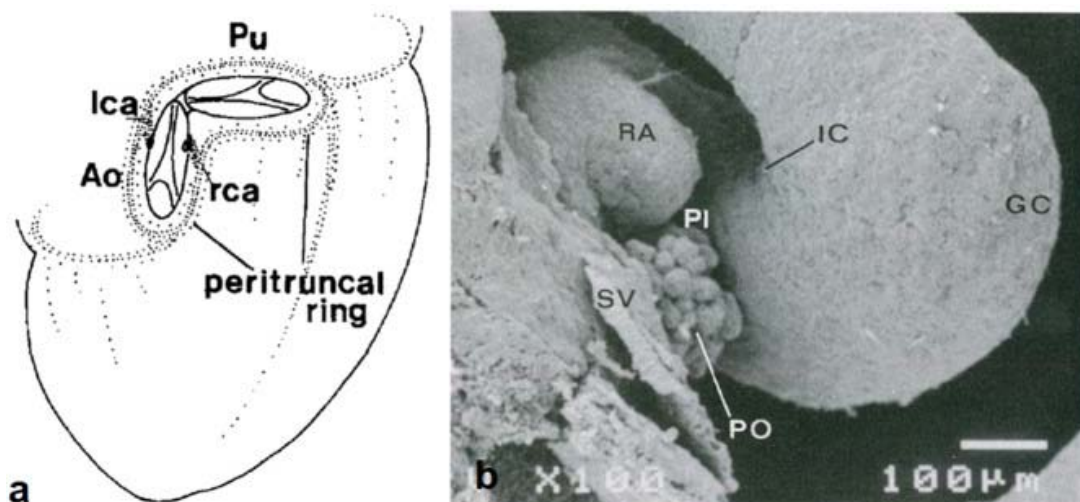 Pu
lca
Ao
rca
peritruncal
ring
a
RA
IC
PI
GC
SV
PO
b
X100
100µm